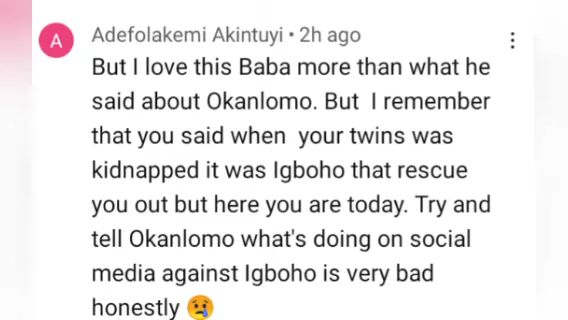 A
Adefolakemi Akintuyi • 2h ago
But I love this Baba more than what he
said about Okanlomo. But I remember
that you said when your twins was
kidnapped it was Igboho that rescue
you out but here you are today. Try and
tell Okanlomo what's doing on social
media against Igboho is very bad
honestly 😢